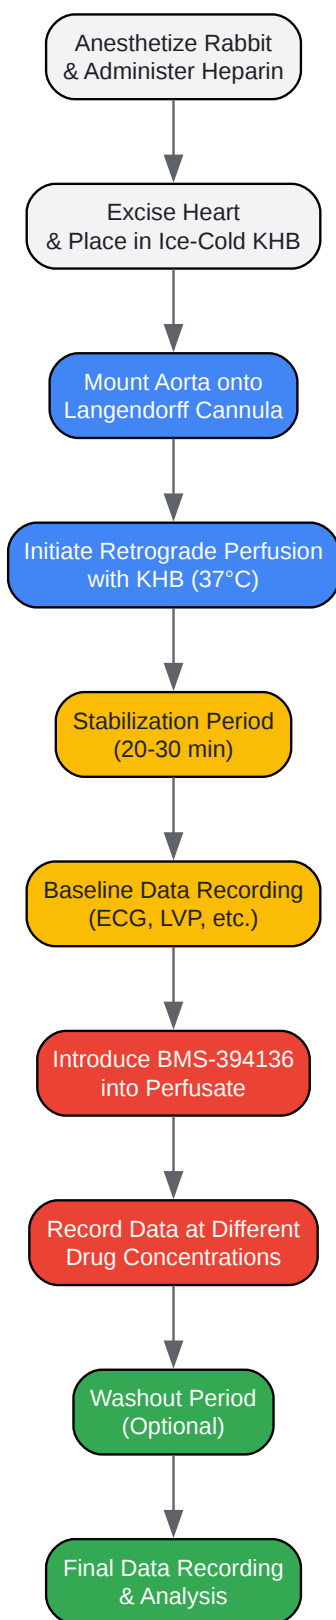 Anesthetize Rabbit
& Administer Heparin
Excise Heart
& Place in Ice-Cold KHB
Mount Aorta onto
Langendorff Cannula
Initiate Retrograde Perfusion
with KHB (37°C)
Stabilization Period
(20-30 min)
Baseline Data Recording
(ECG, LVP, etc.)
Introduce BMS-394136
into Perfusate
Record Data at Different
Drug Concentrations
Washout Period
(Optional)
Final Data Recording
& Analysis